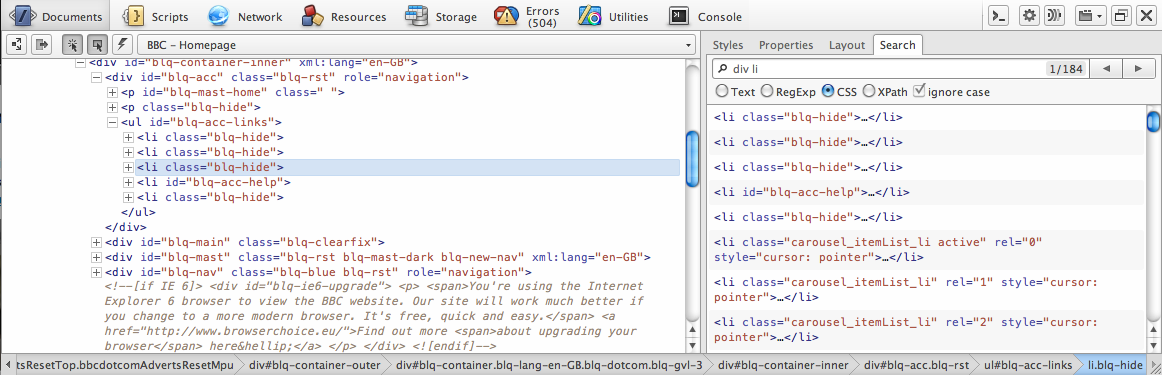 Documents Scripts Network Resources Storage Errors (504) Utilities Console
BBC – Homepage
Styles Properties Layout Search
div li 1/184
Text RegExp CSS XPath ignore case
<div id="blq-container-inner" xml:lang="en-GB">
<div id="blq-acc" class="blq-rst" role="navigation">
<p id="blq-mast-home" class=" ">
<p class="blq-hide">
<ul id="blq-acc-links">
<li class="blq-hide">
<li class="blq-hide">
<li class="blq-hide">
<li id="blq-acc-help">
<li class="blq-hide">
</ul>
</div>
<div id="blq-main" class="blq-clearfix">
<div id="blq-mast" class="blq-rst blq-mast-dark blq-new-nav" xml:lang="en-GB">
<div id="blq-nav" class="blq-blue blq-rst" role="navigation">
<!--[if IE 6]> <div id="blq-ie6-upgrade"> <p> <span>You're using the Internet
Explorer 6 browser to view the BBC website. Our site will work much better if
you change to a more modern browser. It's free, quick and easy.</span> <a
href="http://www.browserchoice.eu/">Find out more <span>about upgrading your
browser</span> here&hellip;</a> </p> </div> <![endif]-->
<li class="blq-hide">…</li>
<li class="blq-hide">…</li>
<li class="blq-hide">…</li>
<li id="blq-acc-help">…</li>
<li class="blq-hide">…</li>
<li class="carousel_itemList_li active" rel="0"
style="cursor: pointer">…</li>
<li class="carousel_itemList_li" rel="1" style="cursor:
pointer">…</li>
<li class="carousel_itemList_li" rel="2" style="cursor:
pointer">…</li>
tsResetTop.bbcdotcomAdvertsResetMpu div#blq-container-outer div#blq-container.blq-lang-en-GB.blq-dotcom.blq-gvl-3 div#blq-container-inner div#blq-acc.blq-rst ul#blq-acc-links li.blq-hide